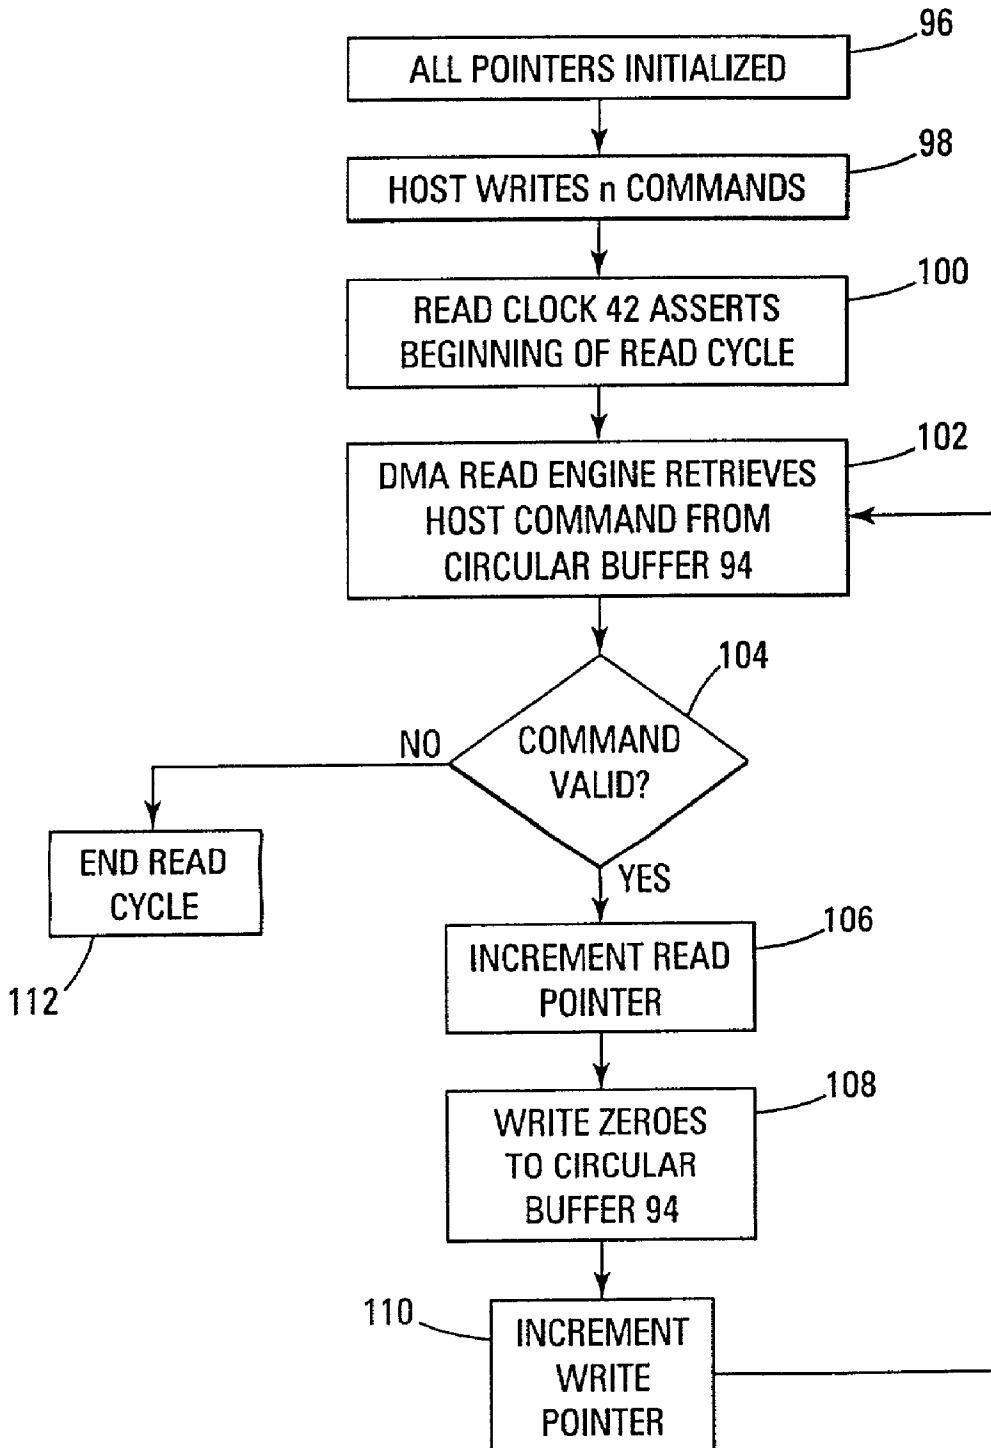 96
ALL POINTERS INITIALIZED
98
HOST WRITES n COMMANDS
100
READ CLOCK 42 ASSERTS
BEGINNING OF READ CYCLE
102
DMA READ ENGINE RETRIEVES
HOST COMMAND FROM
CIRCULAR BUFFER 94
104
COMMAND
VALID?
NO
YES
END READ
CYCLE
112
106
INCREMENT READ
POINTER
108
WRITE ZEROES
TO CIRCULAR
BUFFER 94
110
INCREMENT
WRITE
POINTER